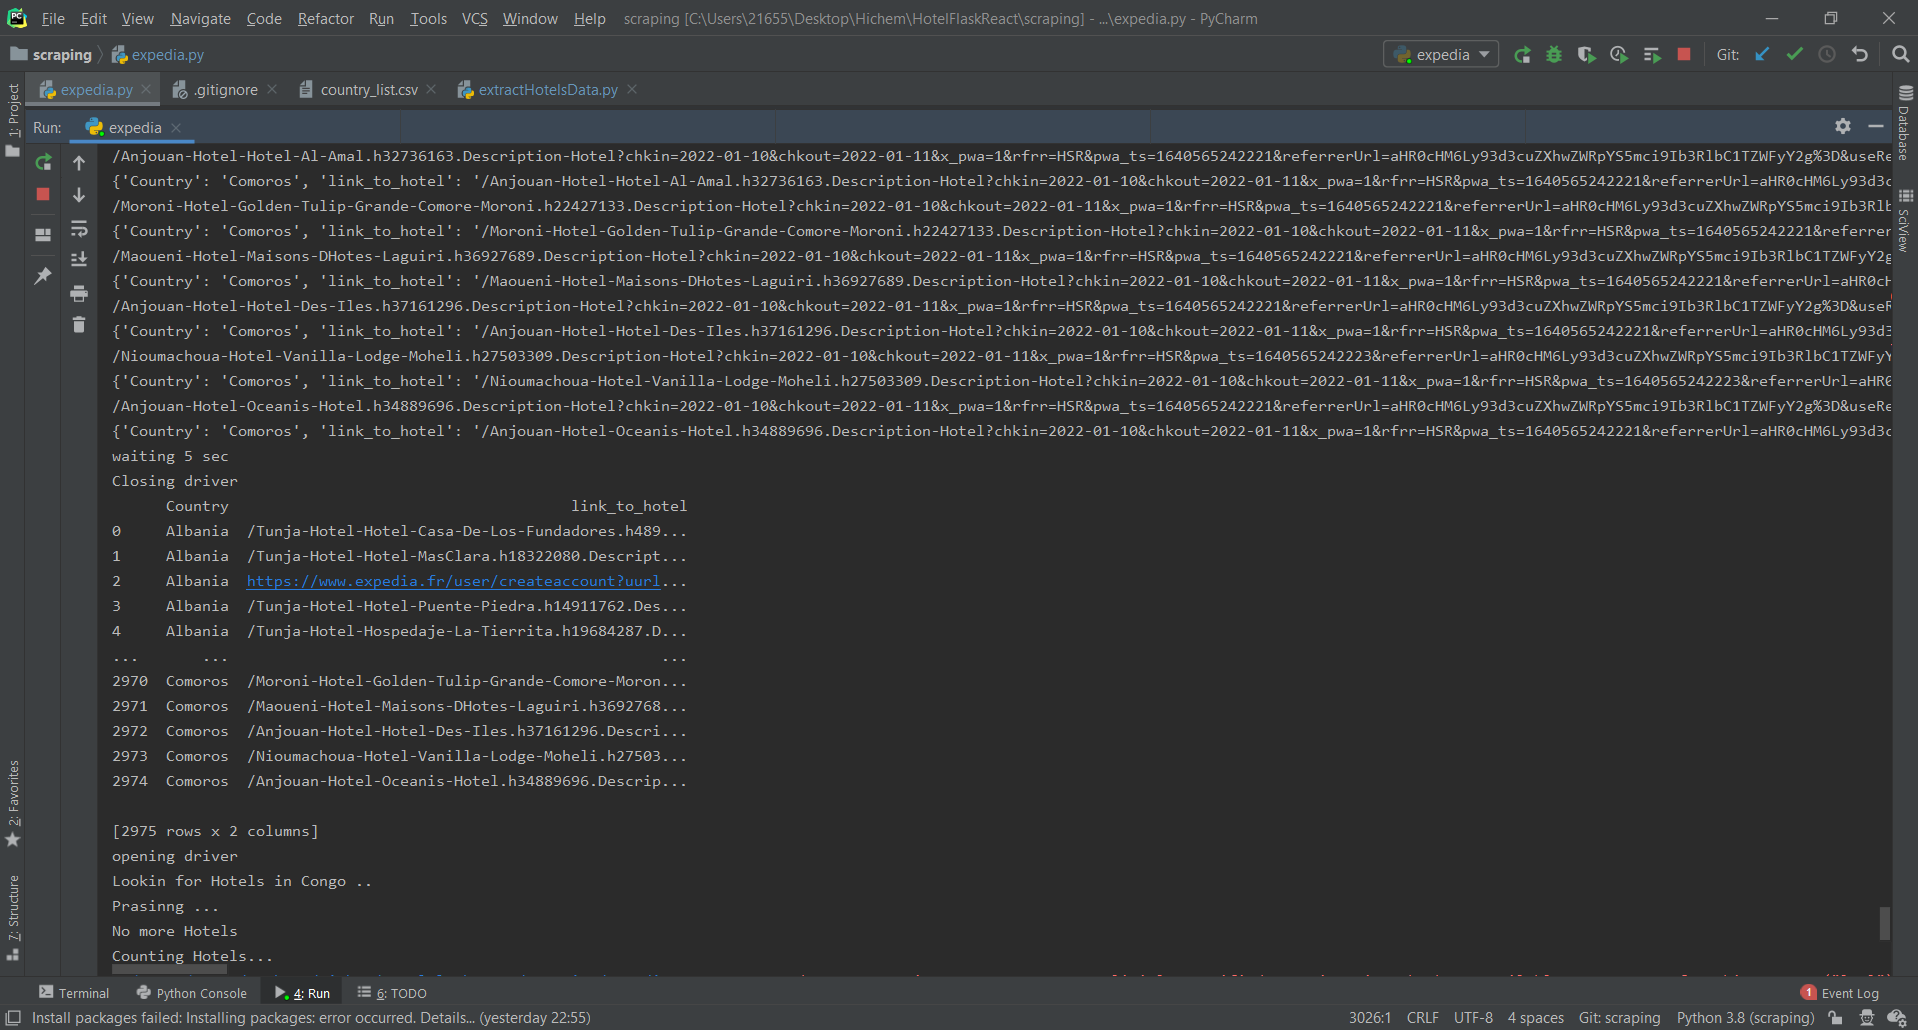 File Edit View Navigate Code Refactor Run Tools VCS Window Help scraping [C:\Users\21655\Desktop\Hichem\HotelFlaskReact\scraping] - ...\expedia.py - PyCharm
scraping expedia.py expedia Git:
expedia.py .gitignore country_list.csv extractHotelsData.py
Run: expedia
1: Project
Database
SciView
/Anjouan-Hotel-Hotel-Al-Amal.h32736163.Description-Hotel?chkin=2022-01-10&chkout=2022-01-11&x_pwa=1&rfrr=HSR&pwa_ts=1640565242221&referrerUrl=aHR0cHM6Ly93d3cuZXhwZWRpYS5mci9Ib3RlbC1TZWFyY2g%3D&useRe
{'Country': 'Comoros', 'link_to_hotel': '/Anjouan-Hotel-Hotel-Al-Amal.h32736163.Description-Hotel?chkin=2022-01-10&chkout=2022-01-11&x_pwa=1&rfrr=HSR&pwa_ts=1640565242221&referrerUrl=aHR0cHM6Ly93d3c
/Moroni-Hotel-Golden-Tulip-Grande-Comore-Moroni.h22427133.Description-Hotel?chkin=2022-01-10&chkout=2022-01-11&x_pwa=1&rfrr=HSR&pwa_ts=1640565242221&referrerUrl=aHR0cHM6Ly93d3cuZXhwZWRpYS5mci9Ib3Rlb
{'Country': 'Comoros', 'link_to_hotel': '/Moroni-Hotel-Golden-Tulip-Grande-Comore-Moroni.h22427133.Description-Hotel?chkin=2022-01-10&chkout=2022-01-11&x_pwa=1&rfrr=HSR&pwa_ts=1640565242221&referrer
/Maoueni-Hotel-Maisons-DHotes-Laguiri.h36927689.Description-Hotel?chkin=2022-01-10&chkout=2022-01-11&x_pwa=1&rfrr=HSR&pwa_ts=1640565242221&referrerUrl=aHR0cHM6Ly93d3cuZXhwZWRpYS5mci9Ib3RlbC1TZWFyY2g
{'Country': 'Comoros', 'link_to_hotel': '/Maoueni-Hotel-Maisons-DHotes-Laguiri.h36927689.Description-Hotel?chkin=2022-01-10&chkout=2022-01-11&x_pwa=1&rfrr=HSR&pwa_ts=1640565242221&referrerUrl=aHR0cH
/Anjouan-Hotel-Hotel-Des-Iles.h37161296.Description-Hotel?chkin=2022-01-10&chkout=2022-01-11&x_pwa=1&rfrr=HSR&pwa_ts=1640565242221&referrerUrl=aHR0cHM6Ly93d3cuZXhwZWRpYS5mci9Ib3RlbC1TZWFyY2g%3D&useR
{'Country': 'Comoros', 'link_to_hotel': '/Anjouan-Hotel-Hotel-Des-Iles.h37161296.Description-Hotel?chkin=2022-01-10&chkout=2022-01-11&x_pwa=1&rfrr=HSR&pwa_ts=1640565242221&referrerUrl=aHR0cHM6Ly93d3
/Nioumachoua-Hotel-Vanilla-Lodge-Moheli.h27503309.Description-Hotel?chkin=2022-01-10&chkout=2022-01-11&x_pwa=1&rfrr=HSR&pwa_ts=1640565242223&referrerUrl=aHR0cHM6Ly93d3cuZXhwZWRpYS5mci9Ib3RlbC1TZWFyY
{'Country': 'Comoros', 'link_to_hotel': '/Nioumachoua-Hotel-Vanilla-Lodge-Moheli.h27503309.Description-Hotel?chkin=2022-01-10&chkout=2022-01-11&x_pwa=1&rfrr=HSR&pwa_ts=1640565242223&referrerUrl=aHR0
/Anjouan-Hotel-Oceanis-Hotel.h34889696.Description-Hotel?chkin=2022-01-10&chkout=2022-01-11&x_pwa=1&rfrr=HSR&pwa_ts=1640565242221&referrerUrl=aHR0cHM6Ly93d3cuZXhwZWRpYS5mci9Ib3RlbC1TZWFyY2g%3D&useRe
{'Country': 'Comoros', 'link_to_hotel': '/Anjouan-Hotel-Oceanis-Hotel.h34889696.Description-Hotel?chkin=2022-01-10&chkout=2022-01-11&x_pwa=1&rfrr=HSR&pwa_ts=1640565242221&referrerUrl=aHR0cHM6Ly93d3c
waiting 5 sec
Closing driver
Country link_to_hotel
0 Albania /Tunja-Hotel-Hotel-Casa-De-Los-Fundadores.h489...
1 Albania /Tunja-Hotel-Hotel-MasClara.h18322080.Descript...
2 Albania https://www.expedia.fr/user/createaccount?uurl...
3 Albania /Tunja-Hotel-Hotel-Puente-Piedra.h14911762.Des...
4 Albania /Tunja-Hotel-Hospedaje-La-Tierrita.h19684287.D...
... ... ...
2970 Comoros /Moroni-Hotel-Golden-Tulip-Grande-Comore-Moron...
2971 Comoros /Maoueni-Hotel-Maisons-DHotes-Laguiri.h3692768...
2972 Comoros /Anjouan-Hotel-Hotel-Des-Iles.h37161296.Descri...
2973 Comoros /Nioumachoua-Hotel-Vanilla-Lodge-Moheli.h27503...
2974 Comoros /Anjouan-Hotel-Oceanis-Hotel.h34889696.Descrip...
[2975 rows x 2 columns]
opening driver
Lookin for Hotels in Congo ..
Prasinng ...
No more Hotels
Counting Hotels...
2: Favorites
7: Structure
Terminal Python Console 4: Run 6: TODO 1 Event Log
Install packages failed: Installing packages: error occurred. Details... (yesterday 22:55) 3026:1 CRLF UTF-8 4 spaces Git: scraping Python 3.8 (scraping)